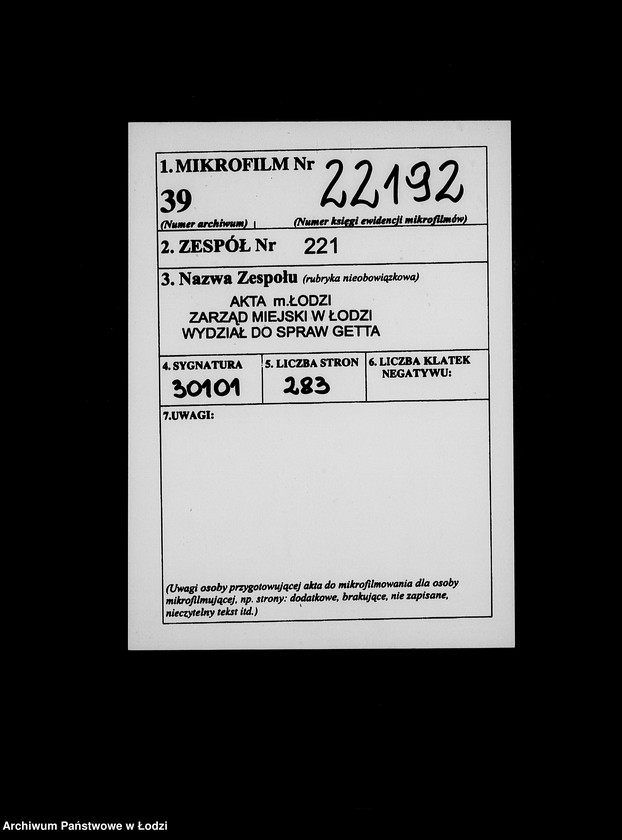 1. MIKROFILM Nr 22192
39
(Numer archiwum) (Numer księgi ewidencji mikrofilmów)
2. ZESPÓŁ Nr 221
3. Nazwa Zespołu (rubryka nieobowiązkowa)
AKTA m.ŁODZI
ZARZĄD MIEJSKI W ŁODZI
WYDZIAŁ DO SPRAW GETTA
4. SYGNATURA 5. LICZBA STRON 6. LICZBA KLATEK
NEGATYWU:
30101 283
7.UWAGI:
(Uwagi osoby przygotowującej akta do mikrofilmowania dla osoby
mikrofilmującej, np. strony: dodatkowe, brakujące, nie zapisane,
nieczytelny tekst itd.)
Archiwum Państwowe w Łodzi